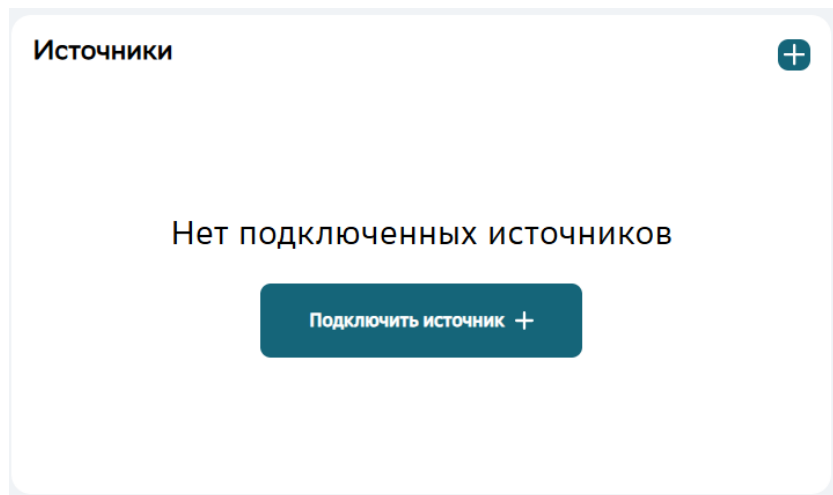 Источники
Нет подключенных источников
Подключить источник +